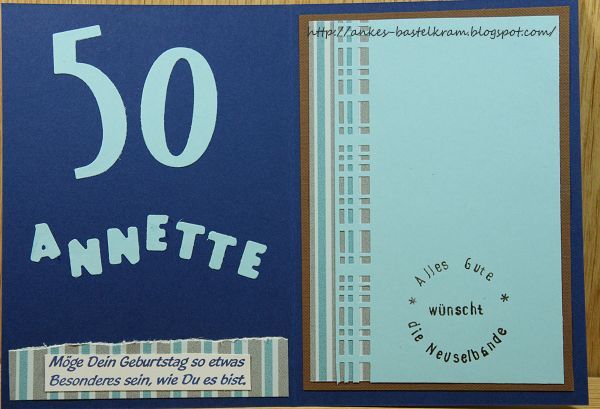 50
ANNETTE
Möge Dein Geburtstag so etwas
Besonderes sein, wie Du es bist.
http://ankes-bastelkram.blogspot.com/
* Alles Gute *
wünscht
die Neuselbände